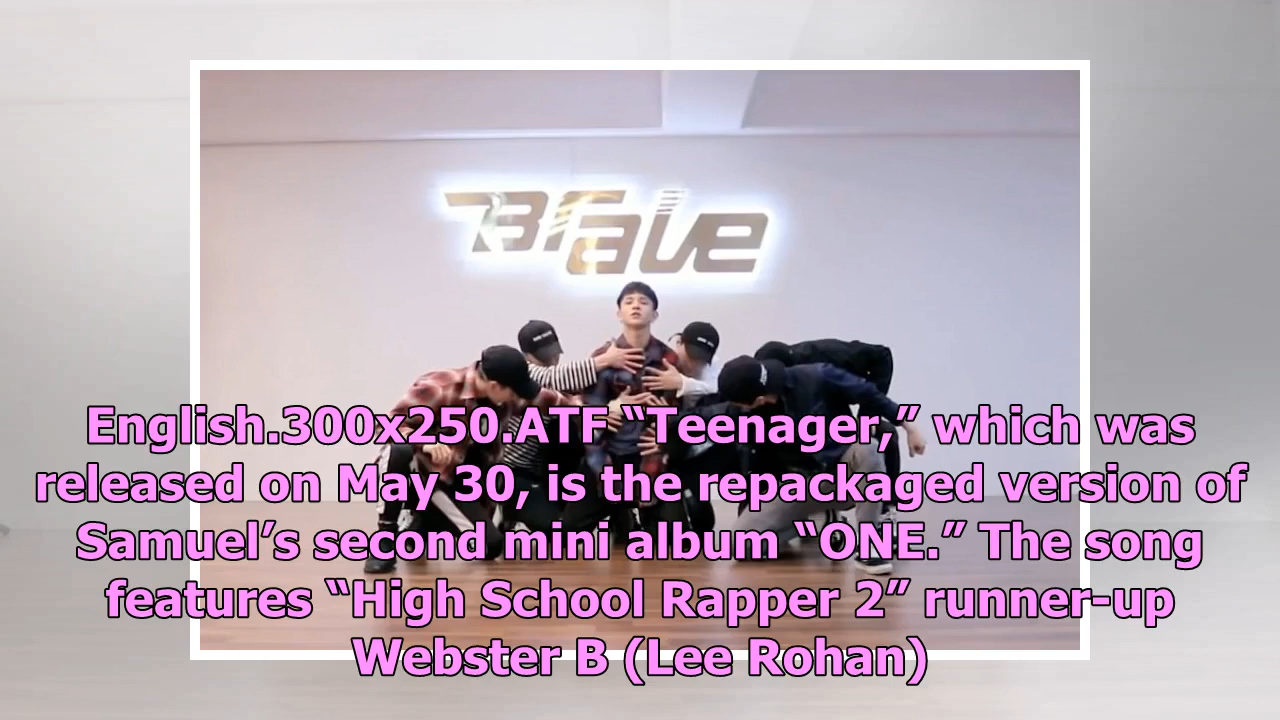 Brave
English.300x250.ATF “Teenager,” which was
released on May 30, is the repackaged version of
Samuel’s second mini album “ONE.” The song
features “High School Rapper 2” runner-up
Webster B (Lee Rohan)